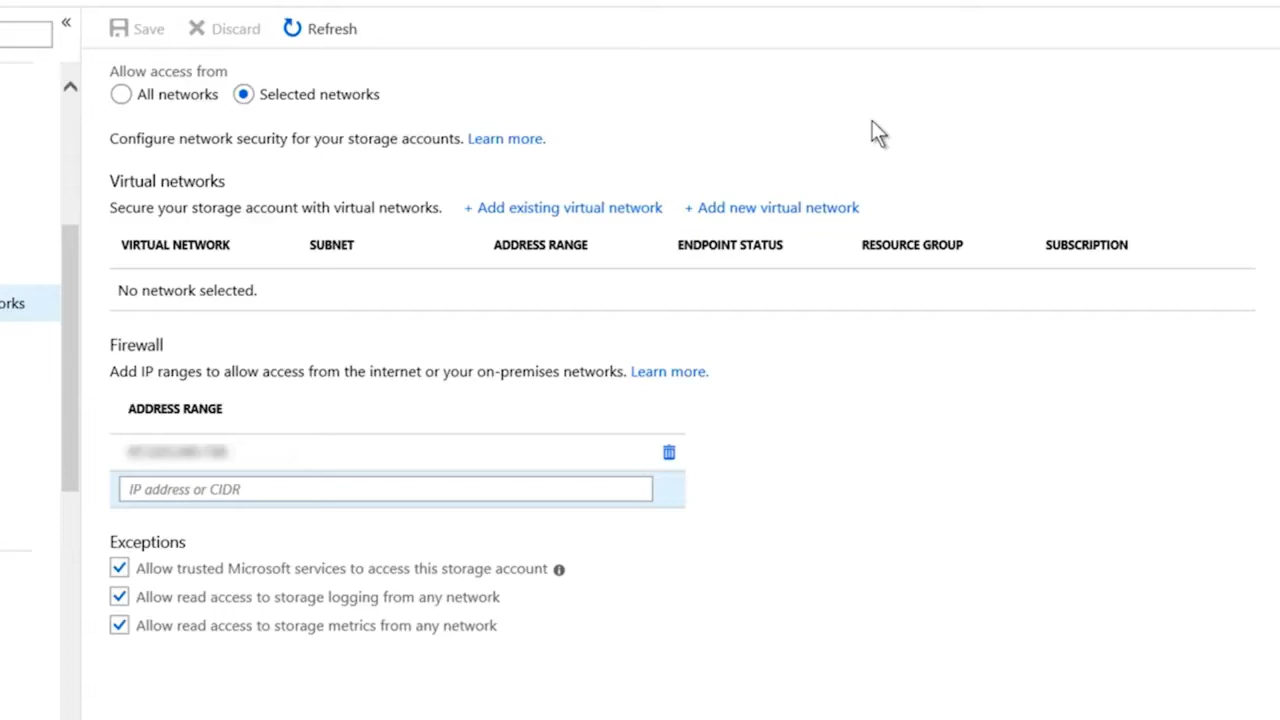 «
Save Discard Refresh
Allow access from
All networks Selected networks
Configure network security for your storage accounts. Learn more.
Virtual networks
Secure your storage account with virtual networks. + Add existing virtual network + Add new virtual network
VIRTUAL NETWORK SUBNET ADDRESS RANGE ENDPOINT STATUS RESOURCE GROUP SUBSCRIPTION
No network selected.
orks
Firewall
Add IP ranges to allow access from the internet or your on-premises networks. Learn more.
ADDRESS RANGE
IP address or CIDR
Exceptions
Allow trusted Microsoft services to access this storage account
Allow read access to storage logging from any network
Allow read access to storage metrics from any network